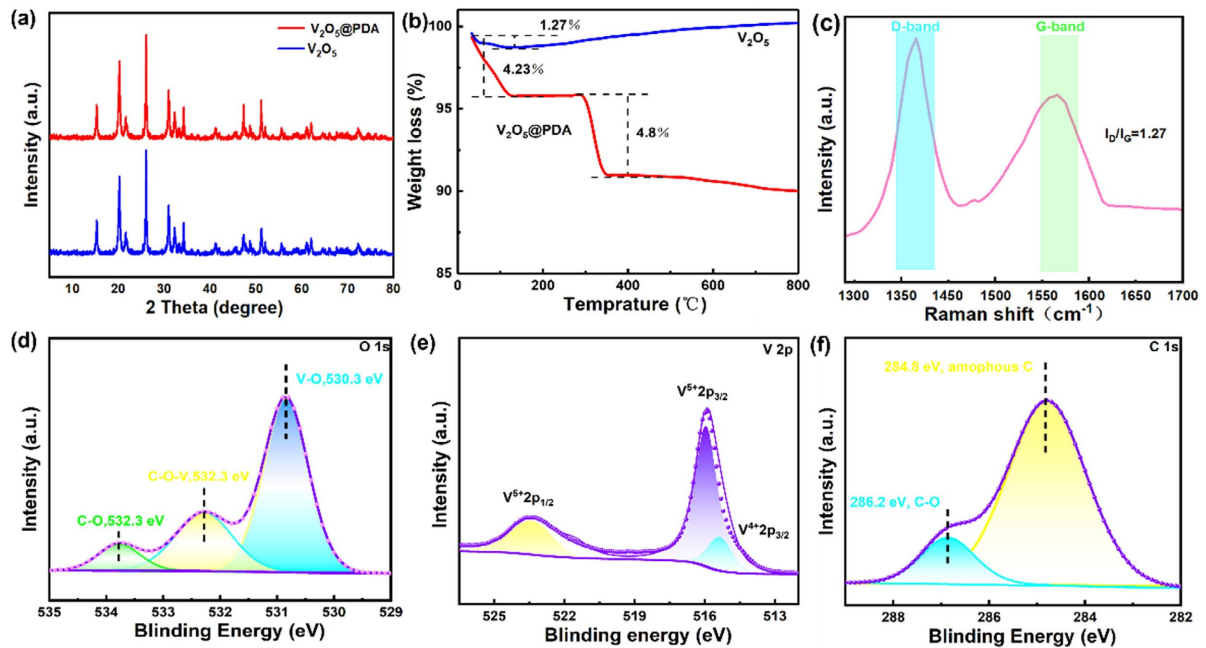 (a)
V₂O₅@PDA
V₂O₅
Intensity (a.u.)
10 20 30 40 50 60 70 80
2 Theta (degree)
(b)
100
95
90
85
Weight loss (%)
1.27%
4.23%
V₂O₅
V₂O₅@PDA
4.8%
0 200 400 600 800
Temprature (℃)
(c)
D-band
G-band
I_D/I_G=1.27
Intensity (a.u.)
1300 1350 1400 1450 1500 1550 1600 1650 1700
Raman shift (cm⁻¹)
(d)
O 1s
V-O,530.3 eV
C-O-V,532.3 eV
C-O,532.3 eV
Intensity (a.u.)
535 534 533 532 531 530 529
Blinding Energy (eV)
(e)
V 2p
V⁵⁺2p₃/₂
V⁵⁺2p₁/₂
V⁴⁺2p₃/₂
Intensity (a.u.)
525 522 519 516 513
Blinding energy (eV)
(f)
C 1s
284.8 eV, amophous C
286.2 eV, C-O
Intensity (a.u.)
288 286 284 282
Blinding Energy (eV)